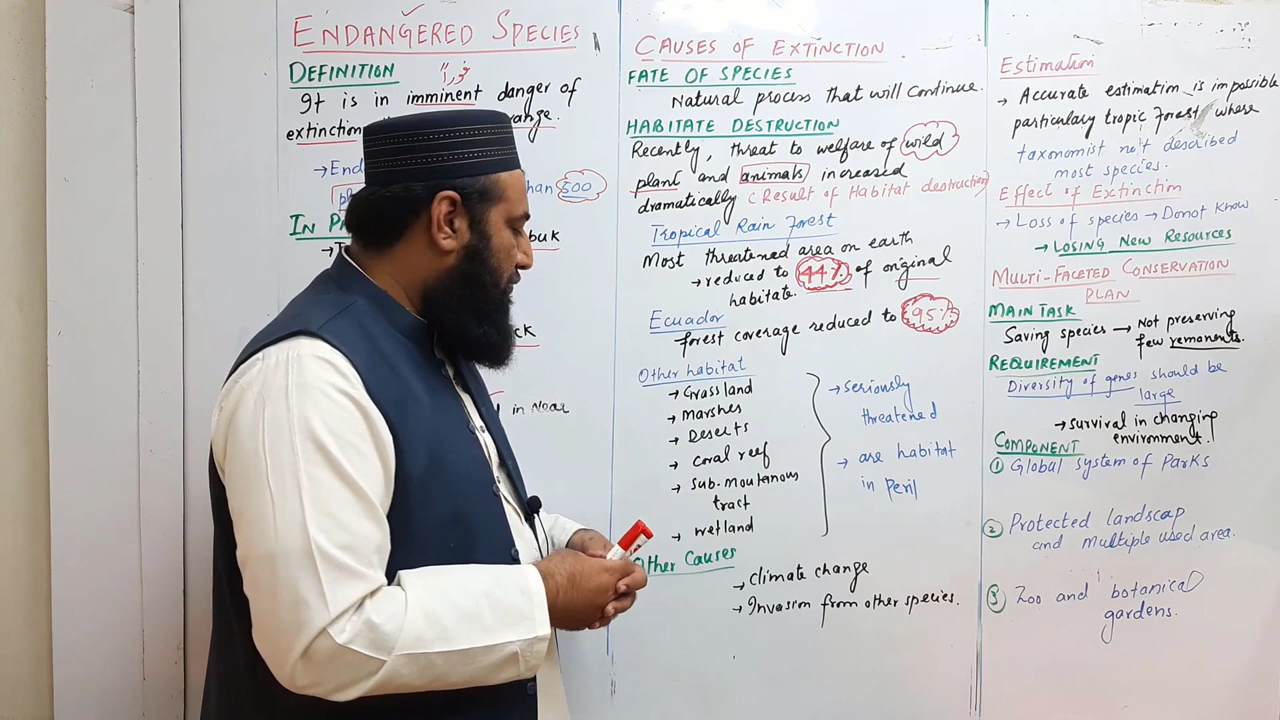 ENDANGERED SPECIES
DEFINITION
فوراً
It is in imminent danger of
extinction
range.
han 500
IN P
buk
ck
d in Near
CAUSES OF EXTINCTION
FATE OF SPECIES
Natural process that will continue.
HABITATE DESTRUCTION
Recently, threat to welfare of wild
plant and animals increased
dramatically (Result of Habitat destruction)
Tropical Rain Forest
Most threatened area on earth
→ reduced to 44% of original
habitate.
Ecuador
forest coverage reduced to 95%
Other habitat
→ Grassland
→ Marshes
→ Deserts
→ coral reef
→ Sub-moutenous
tract
→ wetland
→ seriously
threatened
→ are habitat
in peril
Other Causes
→ climate change
→ Invasion from other species.
Estimation
→ Accurate estimation is impossible
particulary tropic forest where
taxonomist not described
most species.
Effect of Extinction
→ Loss of species → Donot know
→ LOSING NEW RESOURCES
MULTI-FACETED CONSERVATION
PLAN
MAIN TASK
Saving species → Not preserving
few remanents.
REQUIREMENT
Diversity of genes should be
large
→ survival in changing
environment.
COMPONENT
① Global system of Parks
② Protected landscap
and multiple used area.
③ Zoo and botanical
gardens.